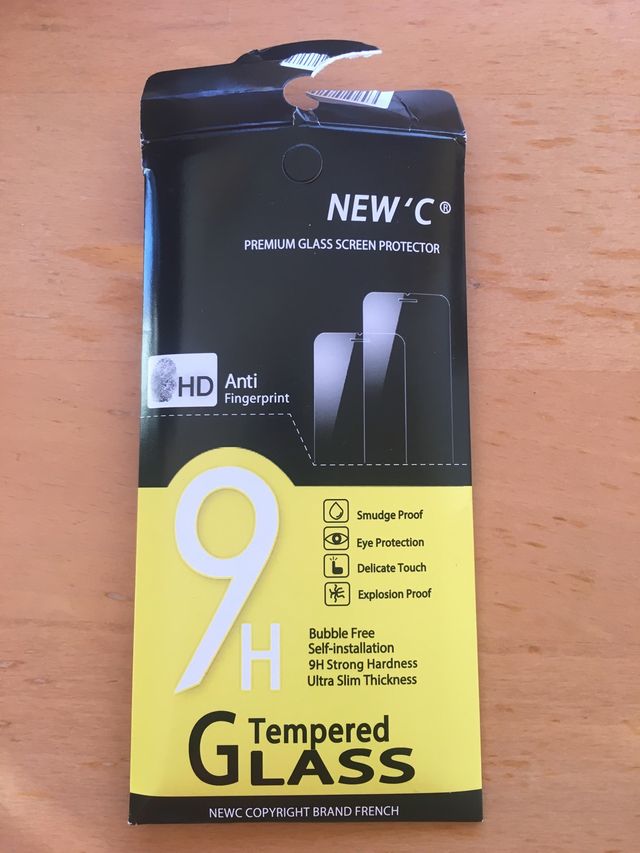 NEW 'C ®
PREMIUM GLASS SCREEN PROTECTOR
HD Anti
Fingerprint
9H
Smudge Proof
Eye Protection
Delicate Touch
Explosion Proof
Bubble Free
Self-installation
9H Strong Hardness
Ultra Slim Thickness
Tempered
GLASS
NEWC COPYRIGHT BRAND FRENCH